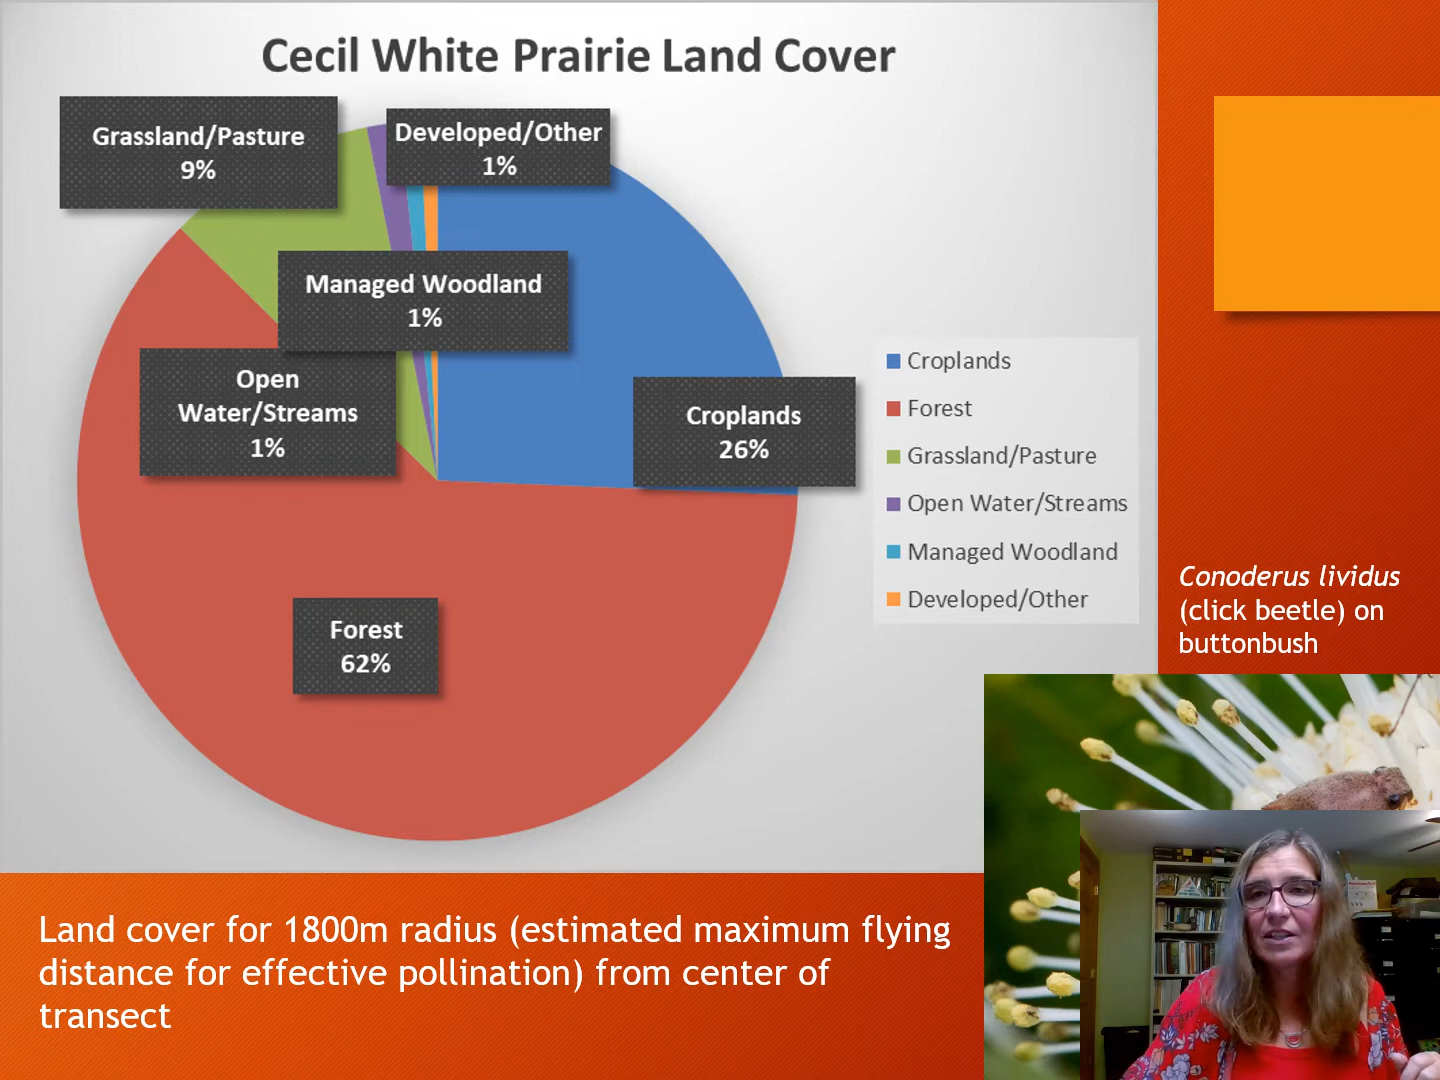 Cecil White Prairie Land Cover
Grassland/Pasture
9%
Developed/Other
1%
Managed Woodland
1%
Open
Water/Streams
1%
Croplands
26%
Forest
62%
Croplands
Forest
Grassland/Pasture
Open Water/Streams
Managed Woodland
Developed/Other
Conoderus lividus
(click beetle) on
buttonbush
Land cover for 1800m radius (estimated maximum flying
distance for effective pollination) from center of
transect